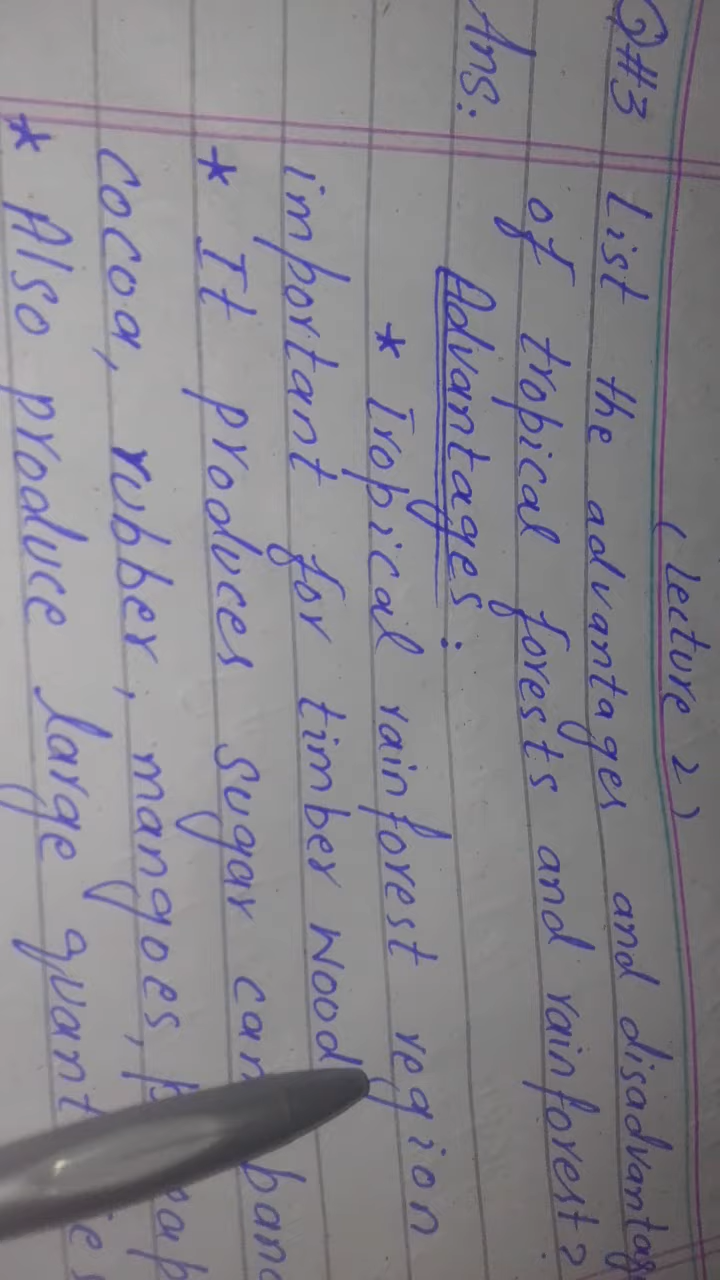 (Lecture 2)
Q#3 List the advantages and disadvantag
of tropical forests and rainforest?
Ans: Advantages:
* Tropical rainforest region
important for timber wood
* It produces sugar can
cocoa, rubber, mangoes,
* Also produce large quant